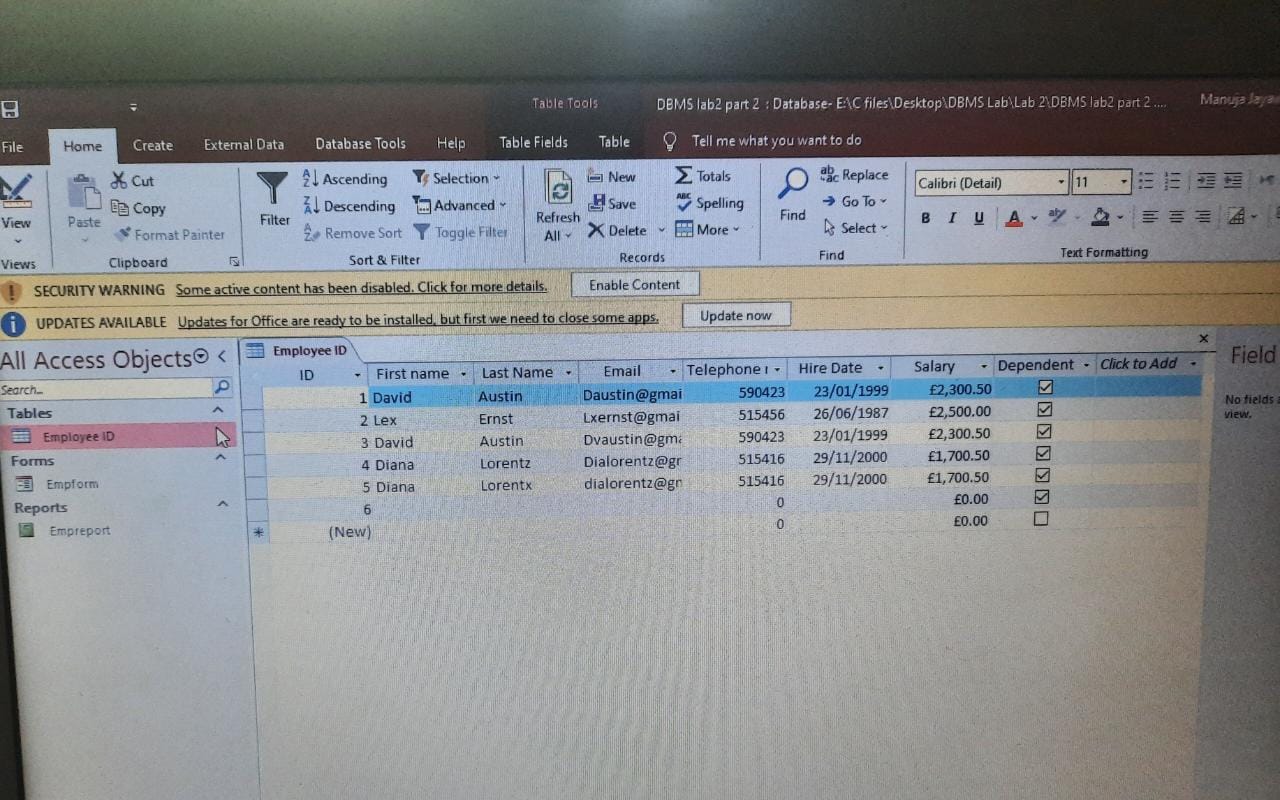 Table Tools DBMS lab2 part 2 : Database- E:\C files\Desktop\DBMS Lab\Lab 2\DBMS lab2 part 2 .... Manuja
File Home Create External Data Database Tools Help Table Fields Table Tell me what you want to do
View Paste Cut Copy Format Painter
Views Clipboard
Filter Ascending Descending Remove Sort Selection Advanced Toggle Filter
Sort & Filter
Refresh All New Save Delete Totals Spelling More
Records
Find Replace Go To Select
Find
Calibri (Detail) 11
B I U A
Text Formatting
SECURITY WARNING Some active content has been disabled. Click for more details. Enable Content
UPDATES AVAILABLE Updates for Office are ready to be installed, but first we need to close some apps. Update now
All Access Objects
Search...
Tables
Employee ID
Forms
Empform
Reports
Empreport
Employee ID
ID First name Last Name Email Telephone Hire Date Salary Dependent Click to Add
1 David Austin Daustin@gmai 590423 23/01/1999 £2,300.50
2 Lex Ernst Lxernst@gmai 515456 26/06/1987 £2,500.00
3 David Austin Dvaustin@gma 590423 23/01/1999 £2,300.50
4 Diana Lorentz Dialorentz@gr 515416 29/11/2000 £1,700.50
5 Diana Lorentx dialorentz@gn 515416 29/11/2000 £1,700.50
6 0 £0.00
(New) 0 £0.00
Field
No fields
view.